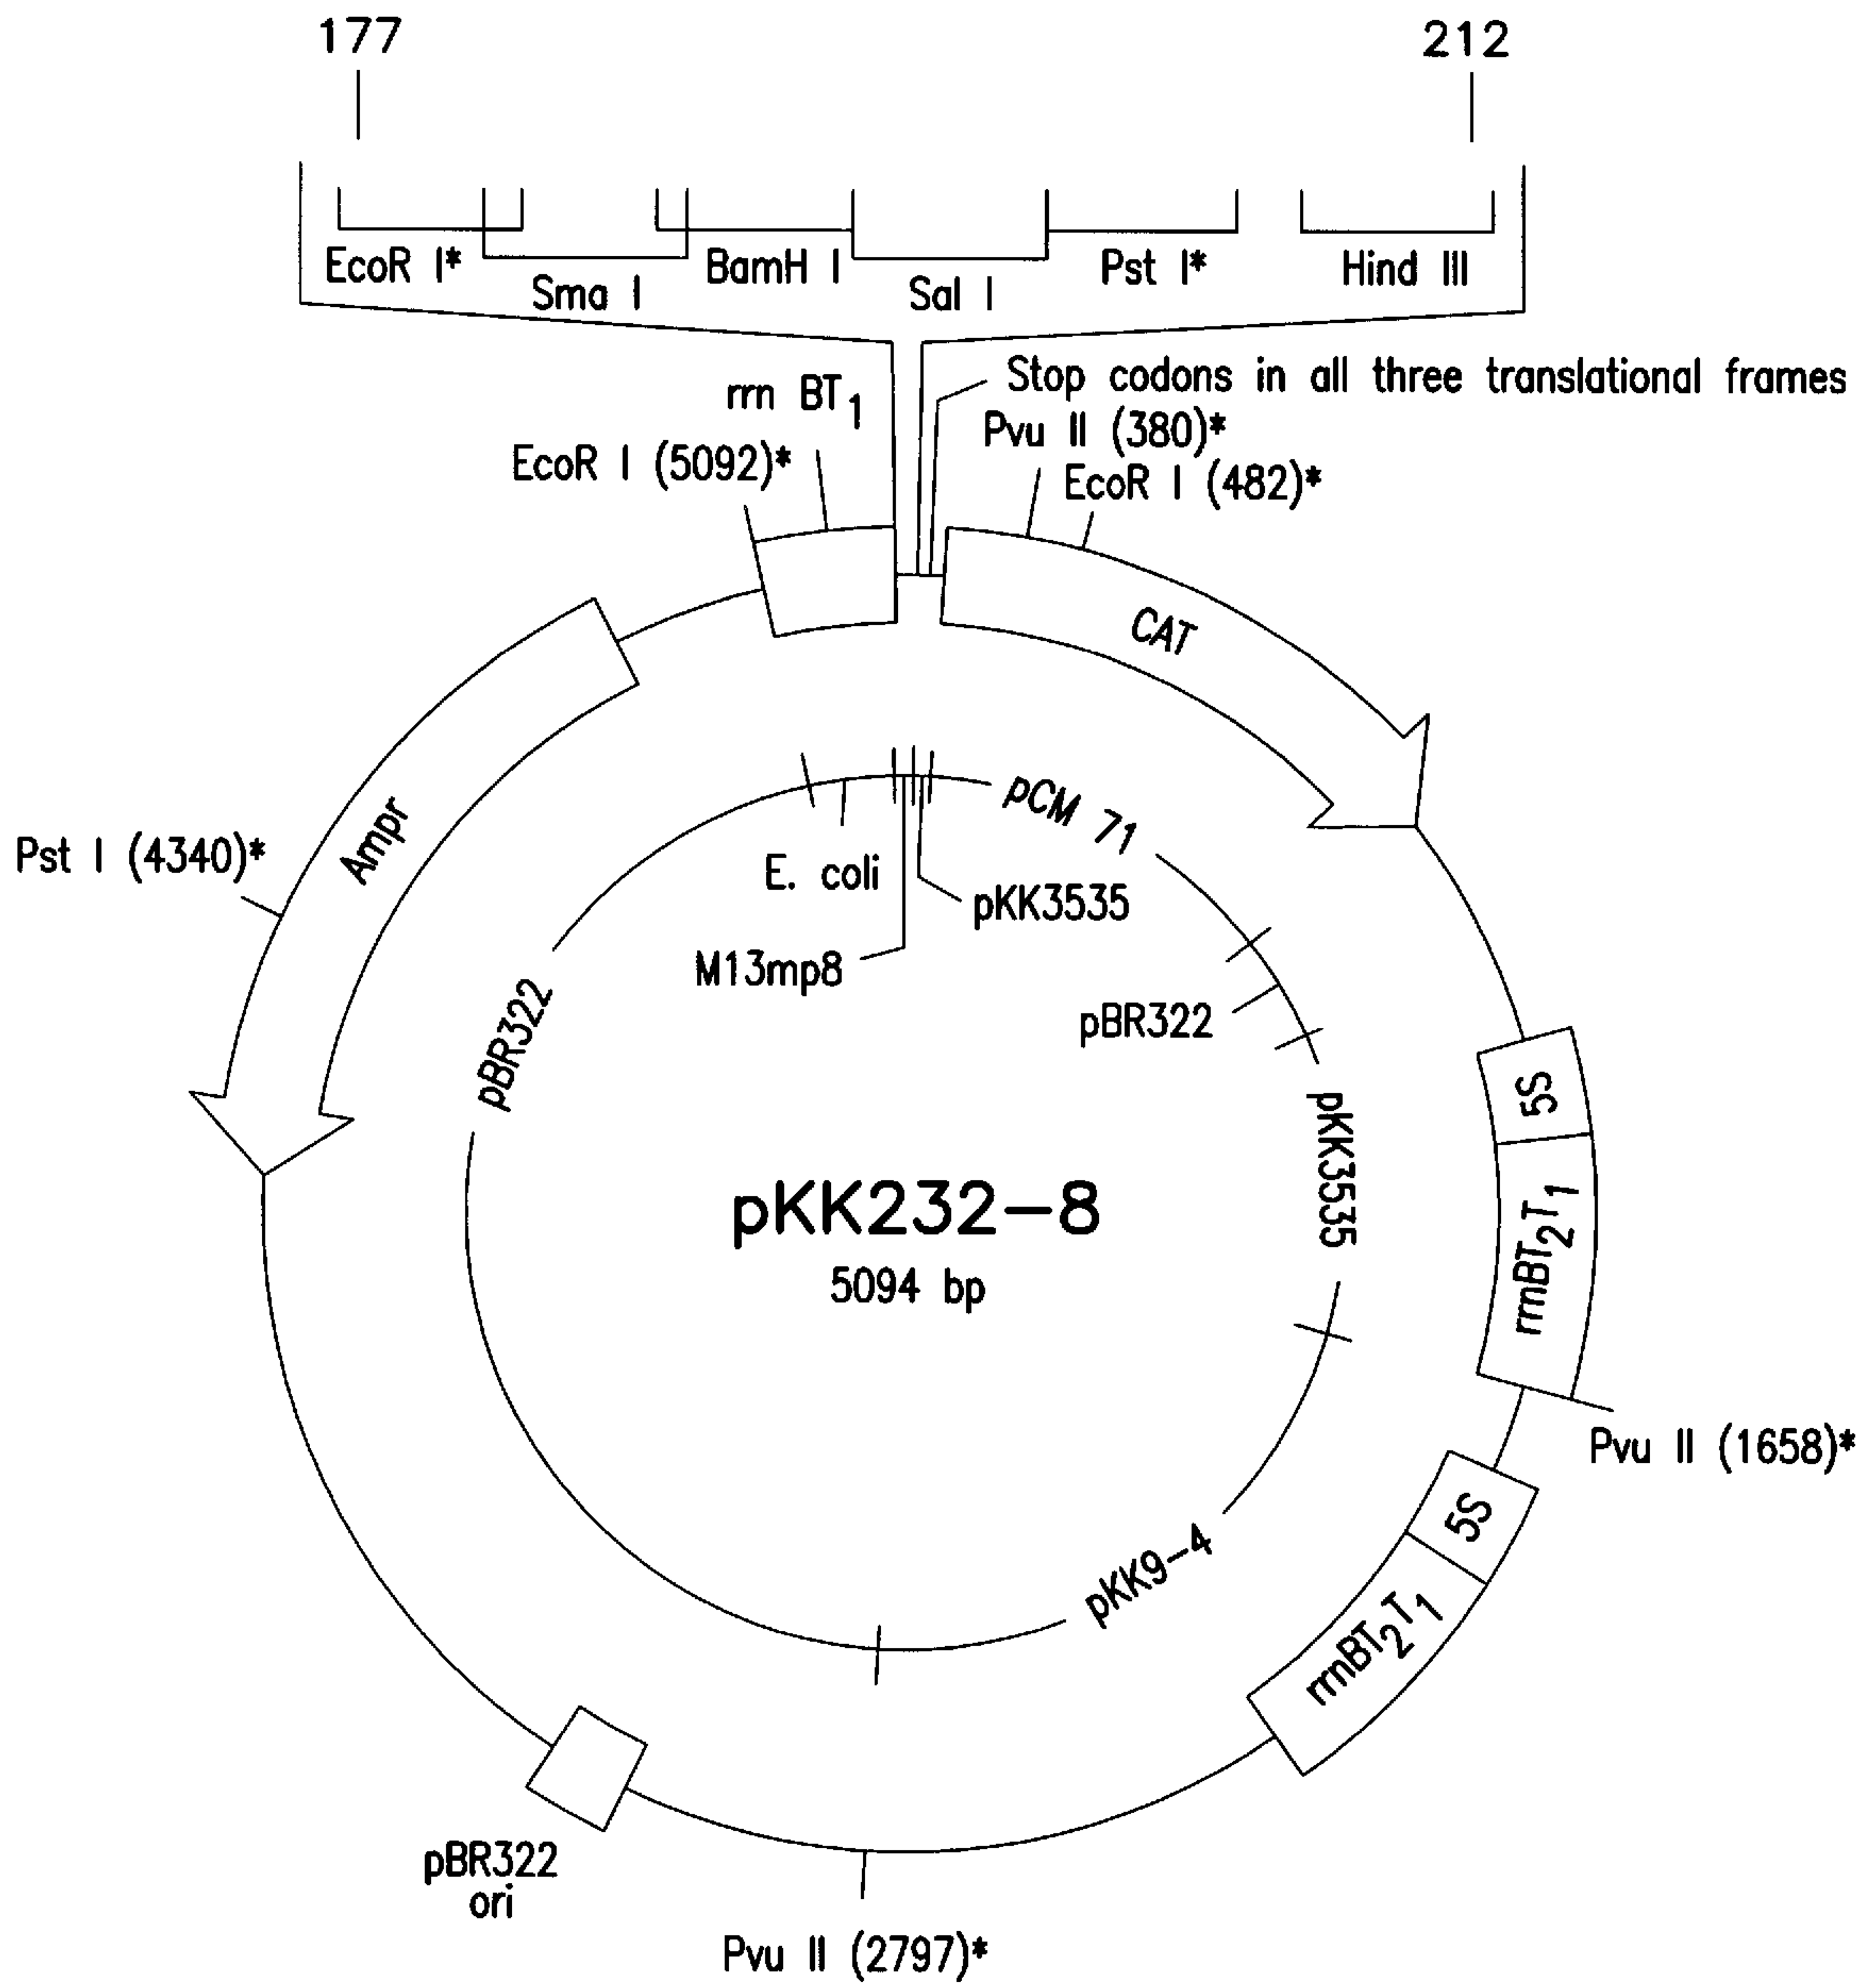 177
212
EcoR I*
Sma I
BamH I
Sal I
Pst I*
Hind III
Stop codons in all three translational frames
rrn BT1
Pvu II (380)*
EcoR I (5092)*
EcoR I (482)*
CAT
Ampr
Pst I (4340)*
pCM 71
E. coli
pKK3535
M13mp8
pBR322
pBR322
pKK3535
5S
rrnBT2T1
pKK232-8
5094 bp
Pvu II (1658)*
5S
rrnBT2T1
pKK9-4
pBR322
ori
Pvu II (2797)*